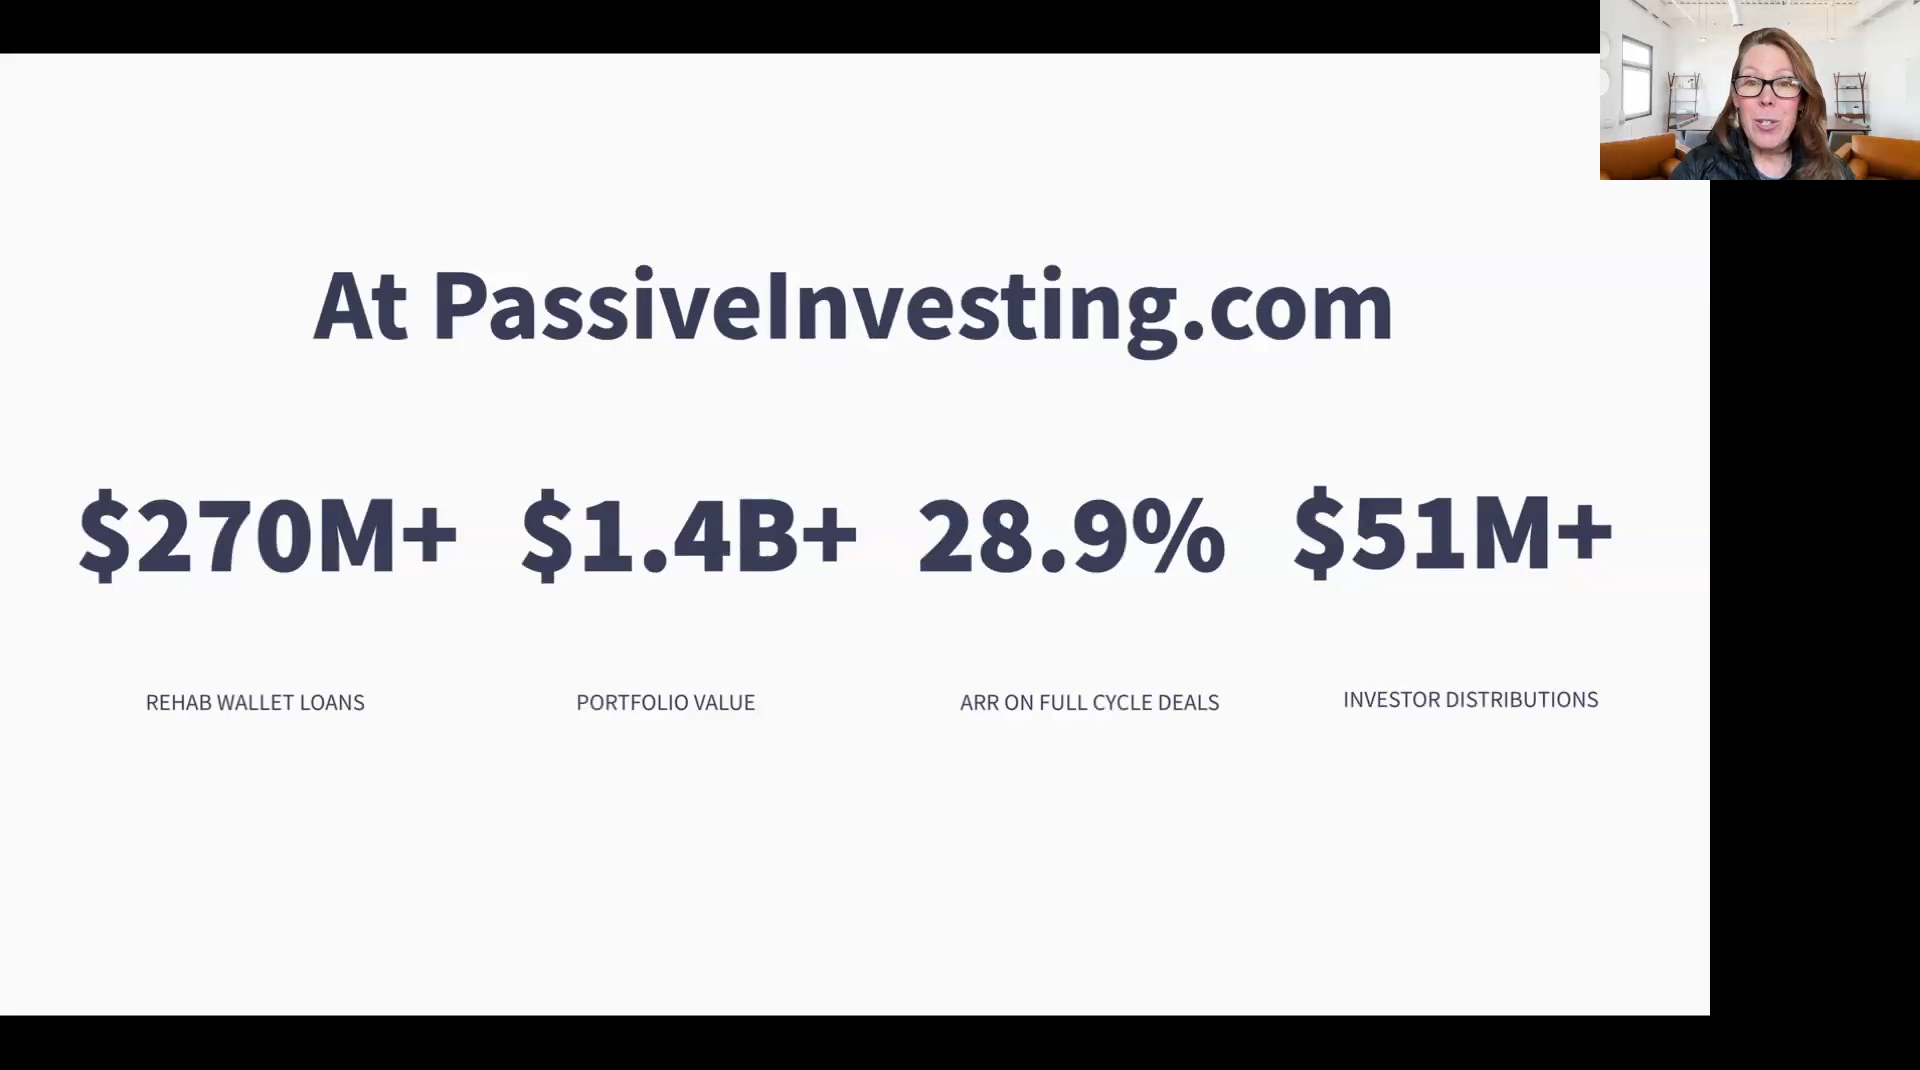 At PassiveInvesting.com
$270M+ $1.4B+ 28.9% $51M+
REHAB WALLET LOANS PORTFOLIO VALUE ARR ON FULL CYCLE DEALS INVESTOR DISTRIBUTIONS